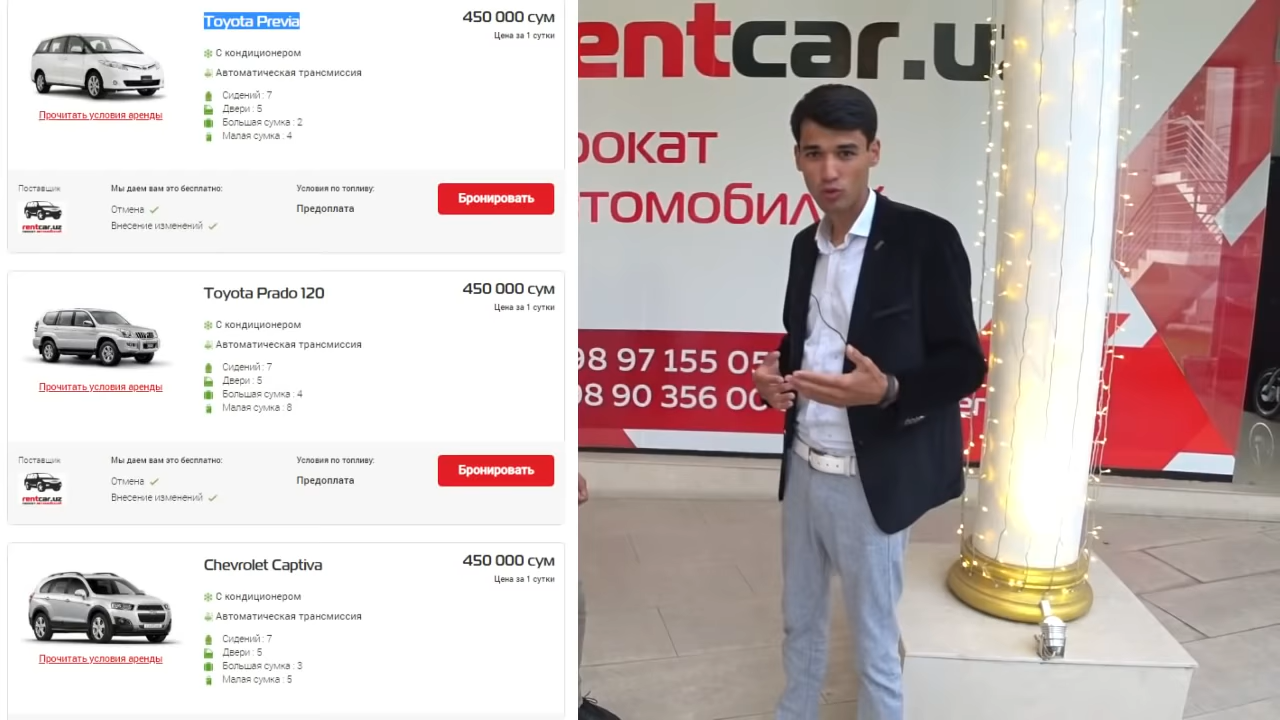 Toyota Previa
450 000 сум
Цена за 1 сутки
С кондиционером
Автоматическая трансмиссия
Сидений : 7
Двери : 5
Большая сумка : 2
Малая сумка : 4
Прочитать условия аренды
Поставщик
Мы даем вам это бесплатно:
Условия по топливу:
Отмена
Предоплата
Внесение изменений
Бронировать
rentcar.uz
Toyota Prado 120
450 000 сум
Цена за 1 сутки
С кондиционером
Автоматическая трансмиссия
Сидений : 7
Двери : 5
Большая сумка : 4
Малая сумка : 8
Прочитать условия аренды
Поставщик
Мы даем вам это бесплатно:
Условия по топливу:
Отмена
Предоплата
Внесение изменений
Бронировать
rentcar.uz
Chevrolet Captiva
450 000 сум
Цена за 1 сутки
С кондиционером
Автоматическая трансмиссия
Сидений : 7
Двери : 5
Большая сумка : 3
Малая сумка : 5
Прочитать условия аренды
entcar.u
рокат
томобил
98 97 155 05
98 90 356 00